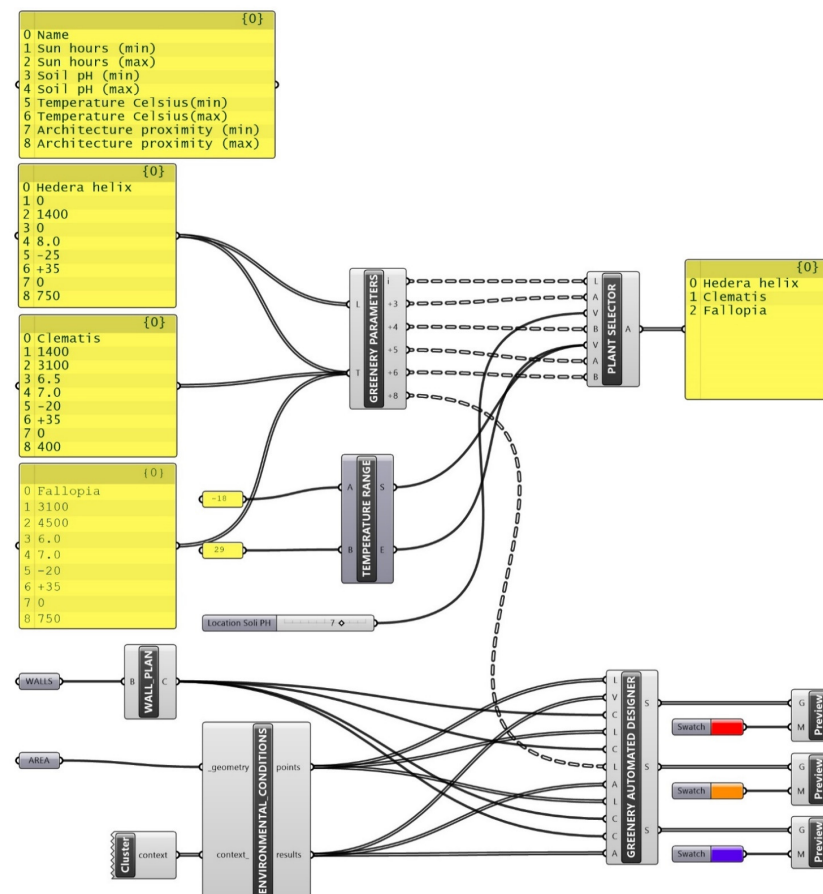 {0}
0 Name
1 Sun hours (min)
2 Sun hours (max)
3 Soil pH (min)
4 Soil pH (max)
5 Temperature Celsius(min)
6 Temperature Celsius(max)
7 Architecture proximity (min)
8 Architecture proximity (max)
{0}
0 Hedera helix
1 0
2 1400
3 0
4 8.0
5 -25
6 +35
7 0
8 750
{0}
0 Clematis
1 1400
2 3100
3 6.5
4 7.0
5 -20
6 +35
7 0
8 400
{0}
0 Fallopia
1 3100
2 4500
3 6.0
4 7.0
5 -20
6 +35
7 0
8 750
L
T
GREENERY PARAMETERS
i
+3
+4
+5
+6
+8
L
A
V
B
V
A
B
PLANT SELECTOR
A
{0}
0 Hedera helix
1 Clematis
2 Fallopia
-18
29
A
B
TEMPERATURE RANGE
S
E
Location Soli PH
7
WALLS
B
WALL_PLAN
C
AREA
_geometry
context_
ENVIRONMENTAL_CONDITIONS
points
results
Cluster
context
L
V
C
L
C
L
A
L
C
C
A
GREENERY AUTOMATED DESIGNER
S
S
S
Swatch
G
M
Preview
Swatch
G
M
Preview
Swatch
G
M
Preview